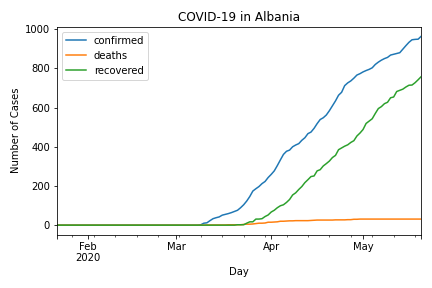 COVID-19 in Albania
1000
800
600
400
200
0
Number of Cases
confirmed
deaths
recovered
Feb
2020
Mar
Apr
May
Day